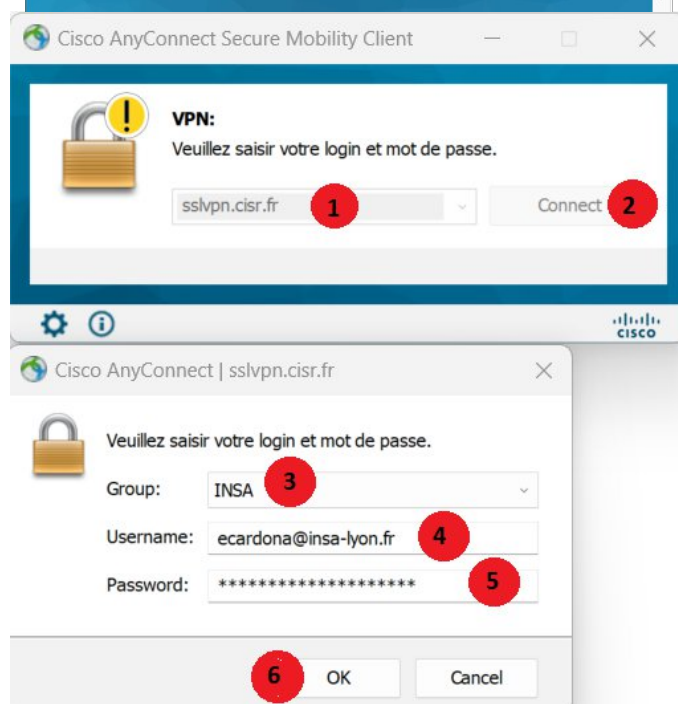 Cisco AnyConnect Secure Mobility Client
VPN:
Veuillez saisir votre login et mot de passe.
sslvpn.cisr.fr 1 Connect 2
CISCO
Cisco AnyConnect | sslvpn.cisr.fr
Veuillez saisir votre login et mot de passe.
Group: INSA 3
Username: ecardona@insa-lyon.fr 4
Password: ******************** 5
6 OK Cancel